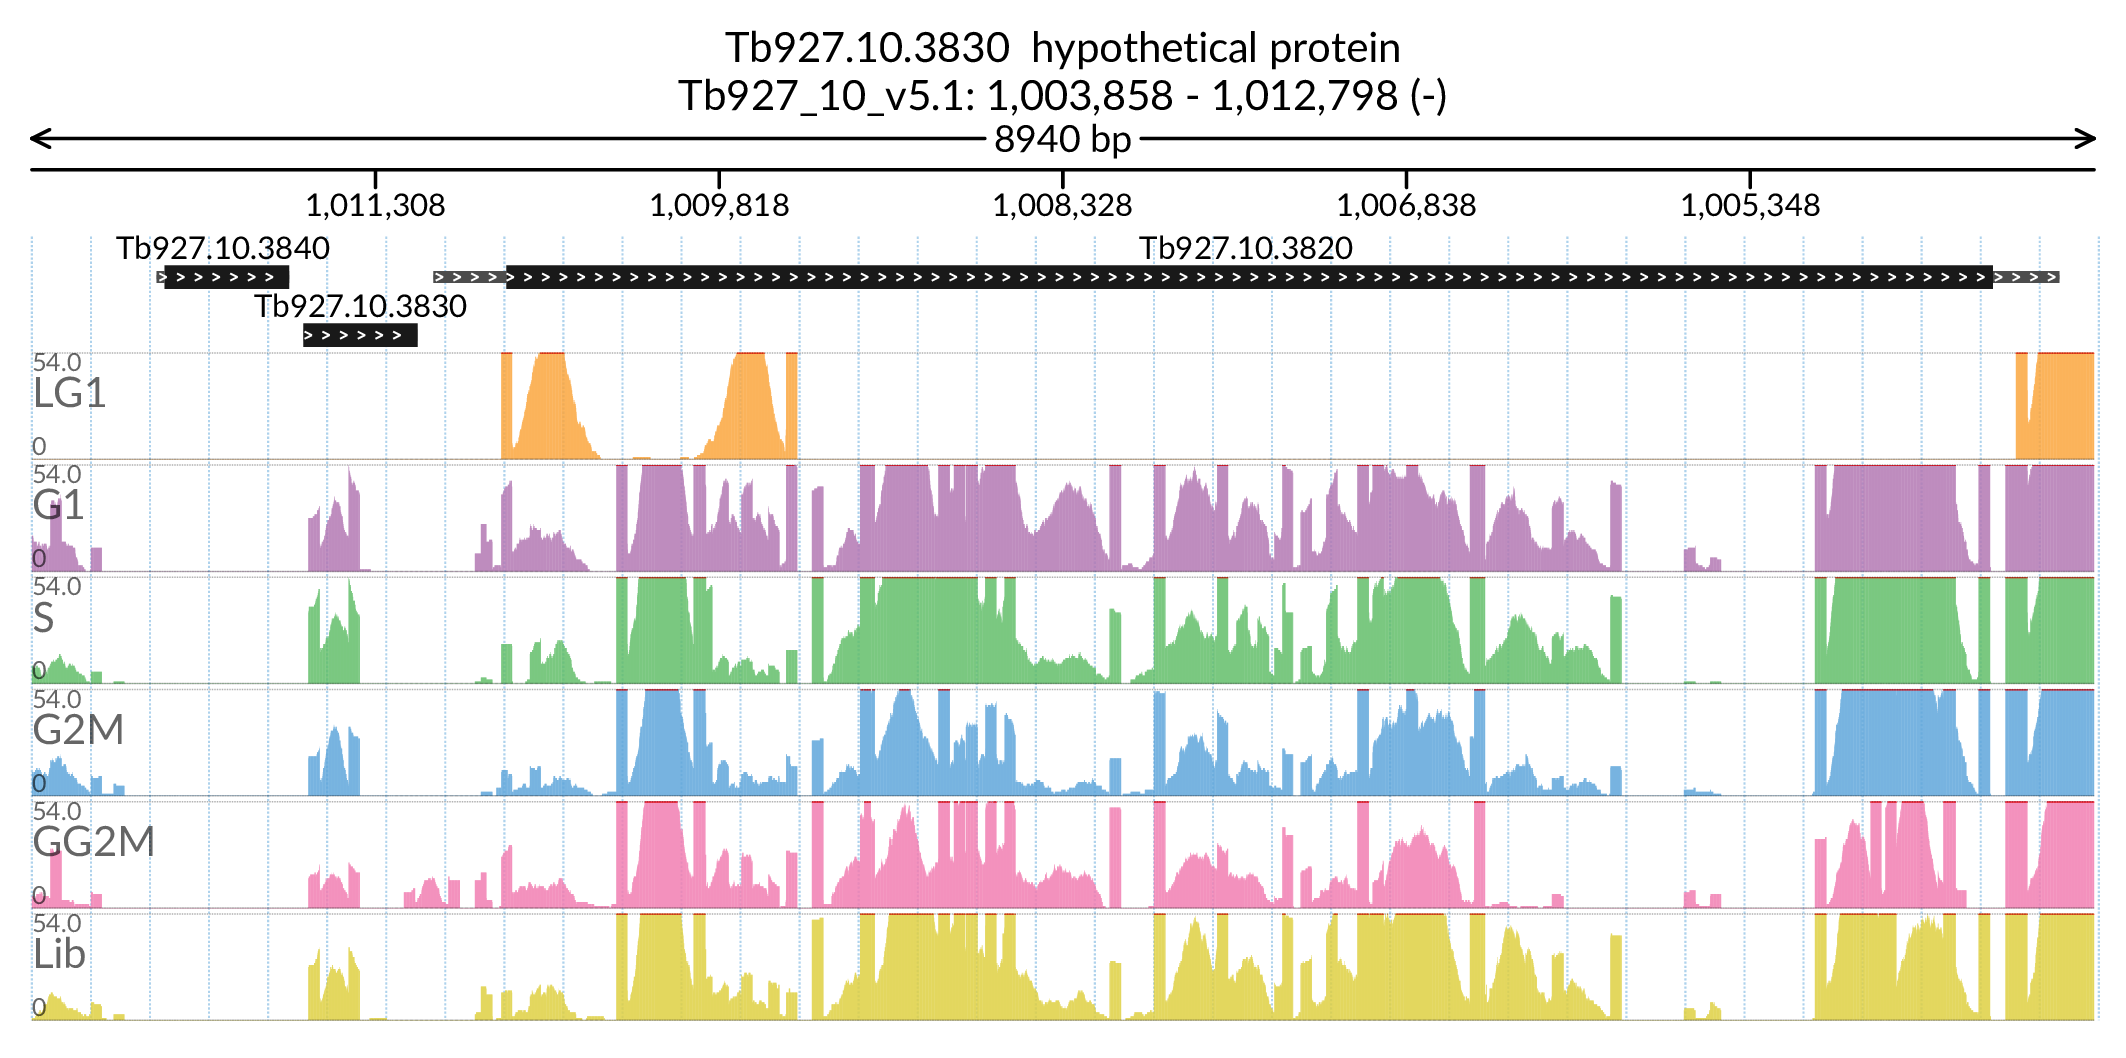 Tb927.10.3830  hypothetical protein
Tb927_10_v5.1: 1,003,858 - 1,012,798 (-)
8940 bp
1,011,308 1,009,818 1,008,328 1,006,838 1,005,348
Tb927.10.3840 Tb927.10.3820
Tb927.10.3830
54.0
LG1
0
54.0
G1
0
54.0
S
0
54.0
G2M
0
54.0
GG2M
0
54.0
Lib
0